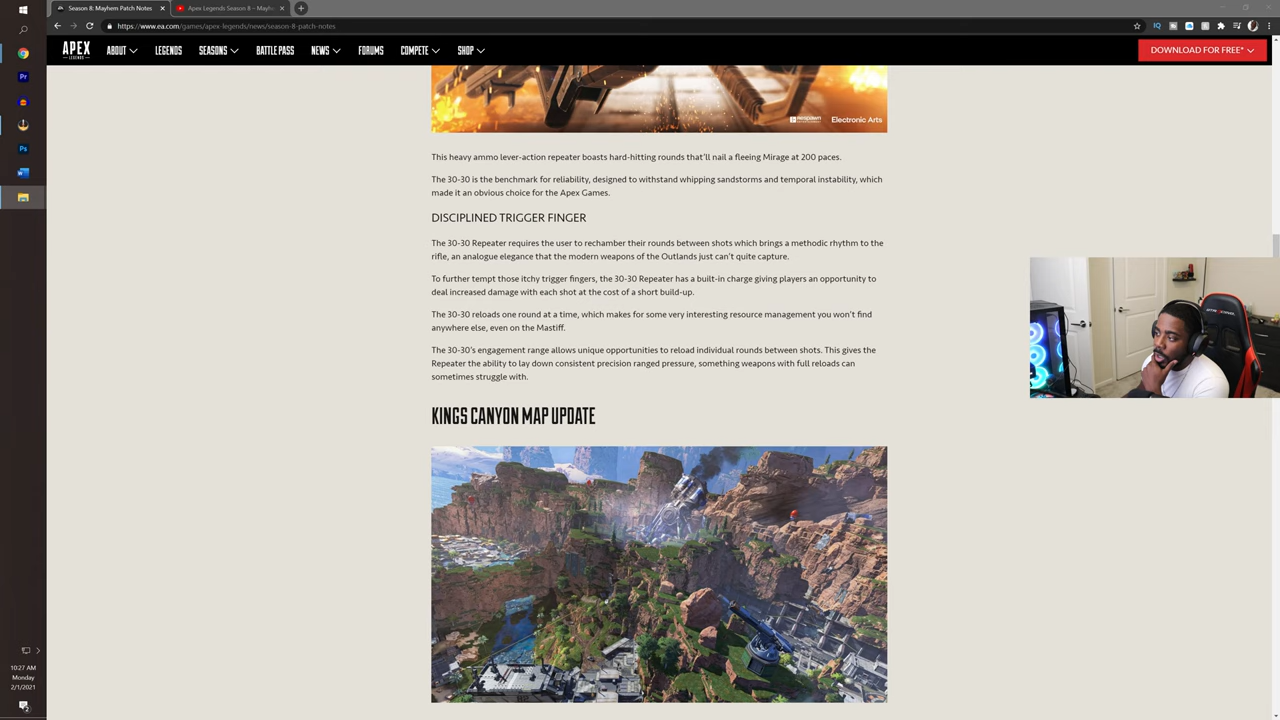 Season 8: Mayhem Patch Notes
Apex Legends Season 8 – Mayhe
https://www.ea.com/games/apex-legends/news/season-8-patch-notes
APEX LEGENDS
ABOUT
LEGENDS
SEASONS
BATTLE PASS
NEWS
FORUMS
COMPETE
SHOP
DOWNLOAD FOR FREE*
Respawn
Electronic Arts
This heavy ammo lever-action repeater boasts hard-hitting rounds that'll nail a fleeing Mirage at 200 paces.
The 30-30 is the benchmark for reliability, designed to withstand whipping sandstorms and temporal instability, which
made it an obvious choice for the Apex Games.
DISCIPLINED TRIGGER FINGER
The 30-30 Repeater requires the user to rechamber their rounds between shots which brings a methodic rhythm to the
rifle, an analogue elegance that the modern weapons of the Outlands just can't quite capture.
To further tempt those itchy trigger fingers, the 30-30 Repeater has a built-in charge giving players an opportunity to
deal increased damage with each shot at the cost of a short build-up.
The 30-30 reloads one round at a time, which makes for some very interesting resource management you won't find
anywhere else, even on the Mastiff.
The 30-30's engagement range allows unique opportunities to reload individual rounds between shots. This gives the
Repeater the ability to lay down consistent precision ranged pressure, something weapons with full reloads can
sometimes struggle with.
KINGS CANYON MAP UPDATE
10:27 AM
Monday
2/1/2021